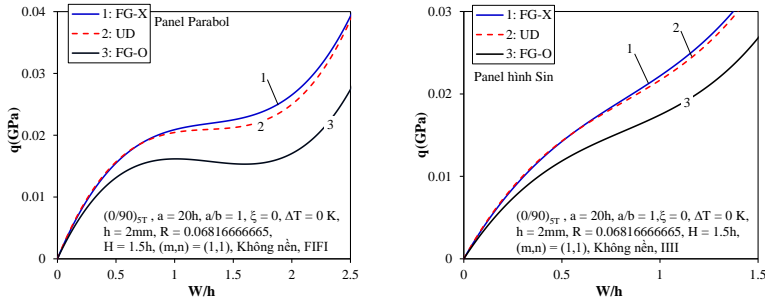 0.04
0.03
0.02
0.01
0
q(GPa)
1: FG-X
2: UD
3: FG-O
Panel Parabol
1
2
3
(0/90)5T , a = 20h, a/b = 1, ξ = 0, ΔT = 0 K,
h = 2mm, R = 0.06816666665,
H = 1.5h, (m,n) = (1,1), Không nền, FIFI
0 0.5 1 1.5 2 2.5
W/h
0.03
0.02
0.01
0
q(GPa)
1: FG-X
2: UD
3: FG-O
Panel hình Sin
1
2
3
(0/90)5T , a = 20h, a/b = 1,ξ = 0, ΔT = 0 K,
h = 2mm, R = 0.06816666665, H = 1.5h,
(m,n) = (1,1), Không nền, IIII
0 0.5 1 1.5
W/h